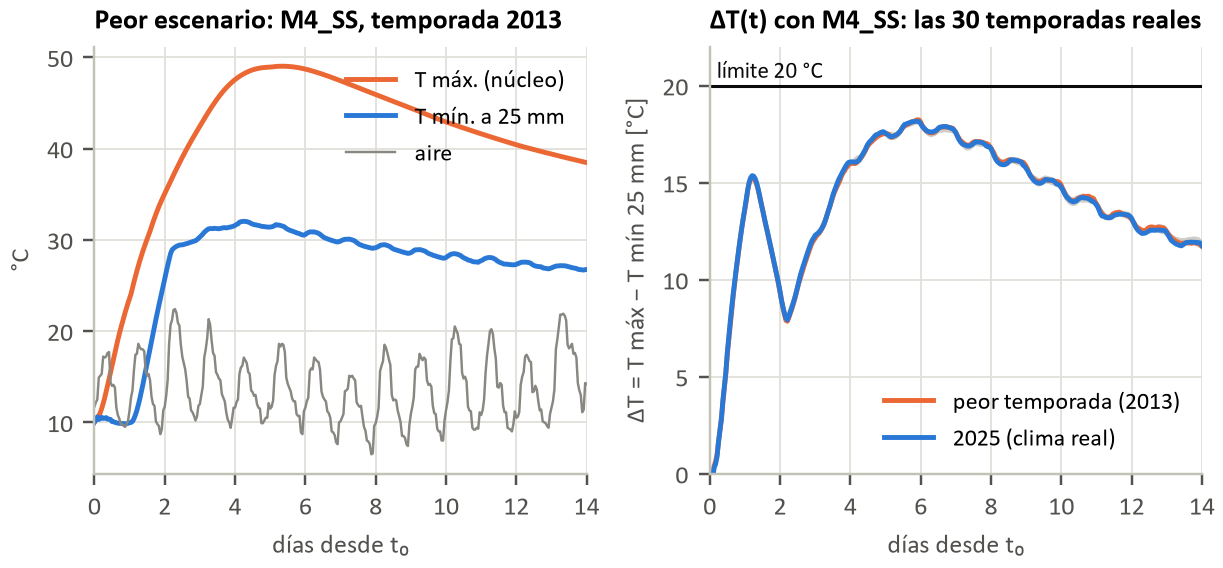 Peor escenario: M4_SS, temporada 2013
50
40
30
20
10
°C
T máx. (núcleo)
T mín. a 25 mm
aire
0 2 4 6 8 10 12 14
días desde t₀
ΔT(t) con M4_SS: las 30 temporadas reales
límite 20 °C
20
15
10
5
0
ΔT = T máx − T mín 25 mm [°C]
peor temporada (2013)
2025 (clima real)
0 2 4 6 8 10 12 14
días desde t₀